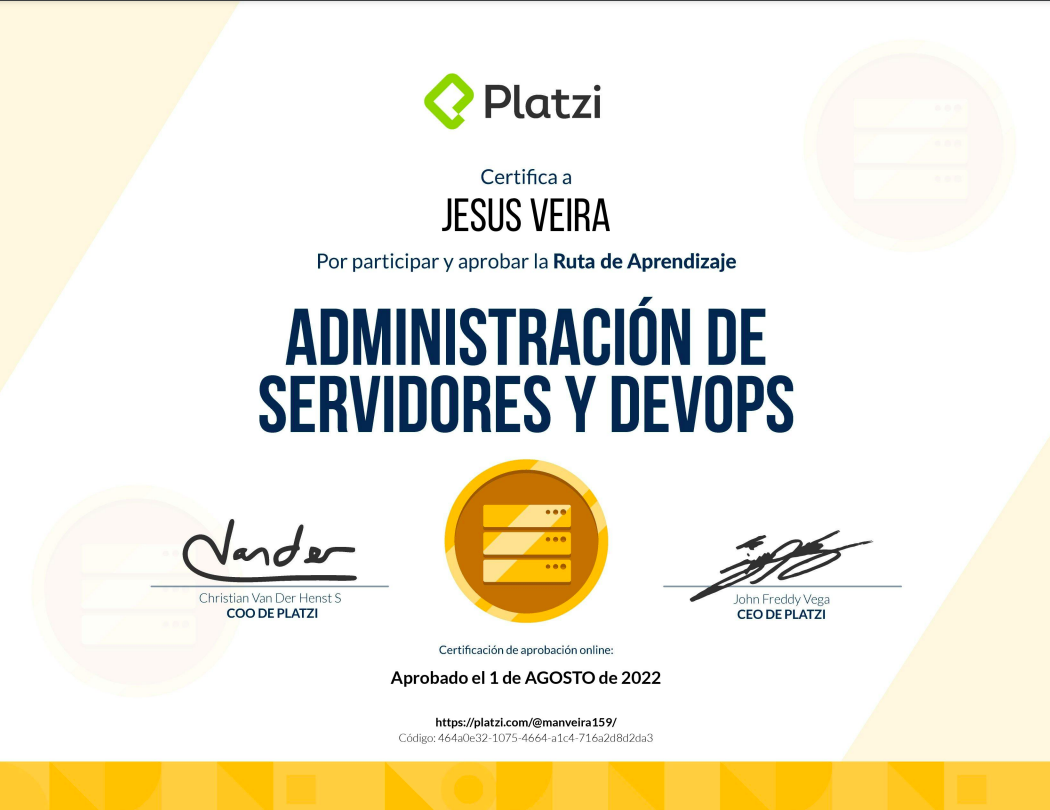 Platzi
Certifica a
JESUS VEIRA
Por participar y aprobar la Ruta de Aprendizaje
ADMINISTRACIÓN DE
SERVIDORES Y DEVOPS
Vander
Christian Van Der Henst S
COO DE PLATZI
John Freddy Vega
CEO DE PLATZI
Certificación de aprobación online:
Aprobado el 1 de AGOSTO de 2022
https://platzi.com/@manveira159/
Código: 464a0e32-1075-4664-a1c4-716a2d8d2da3